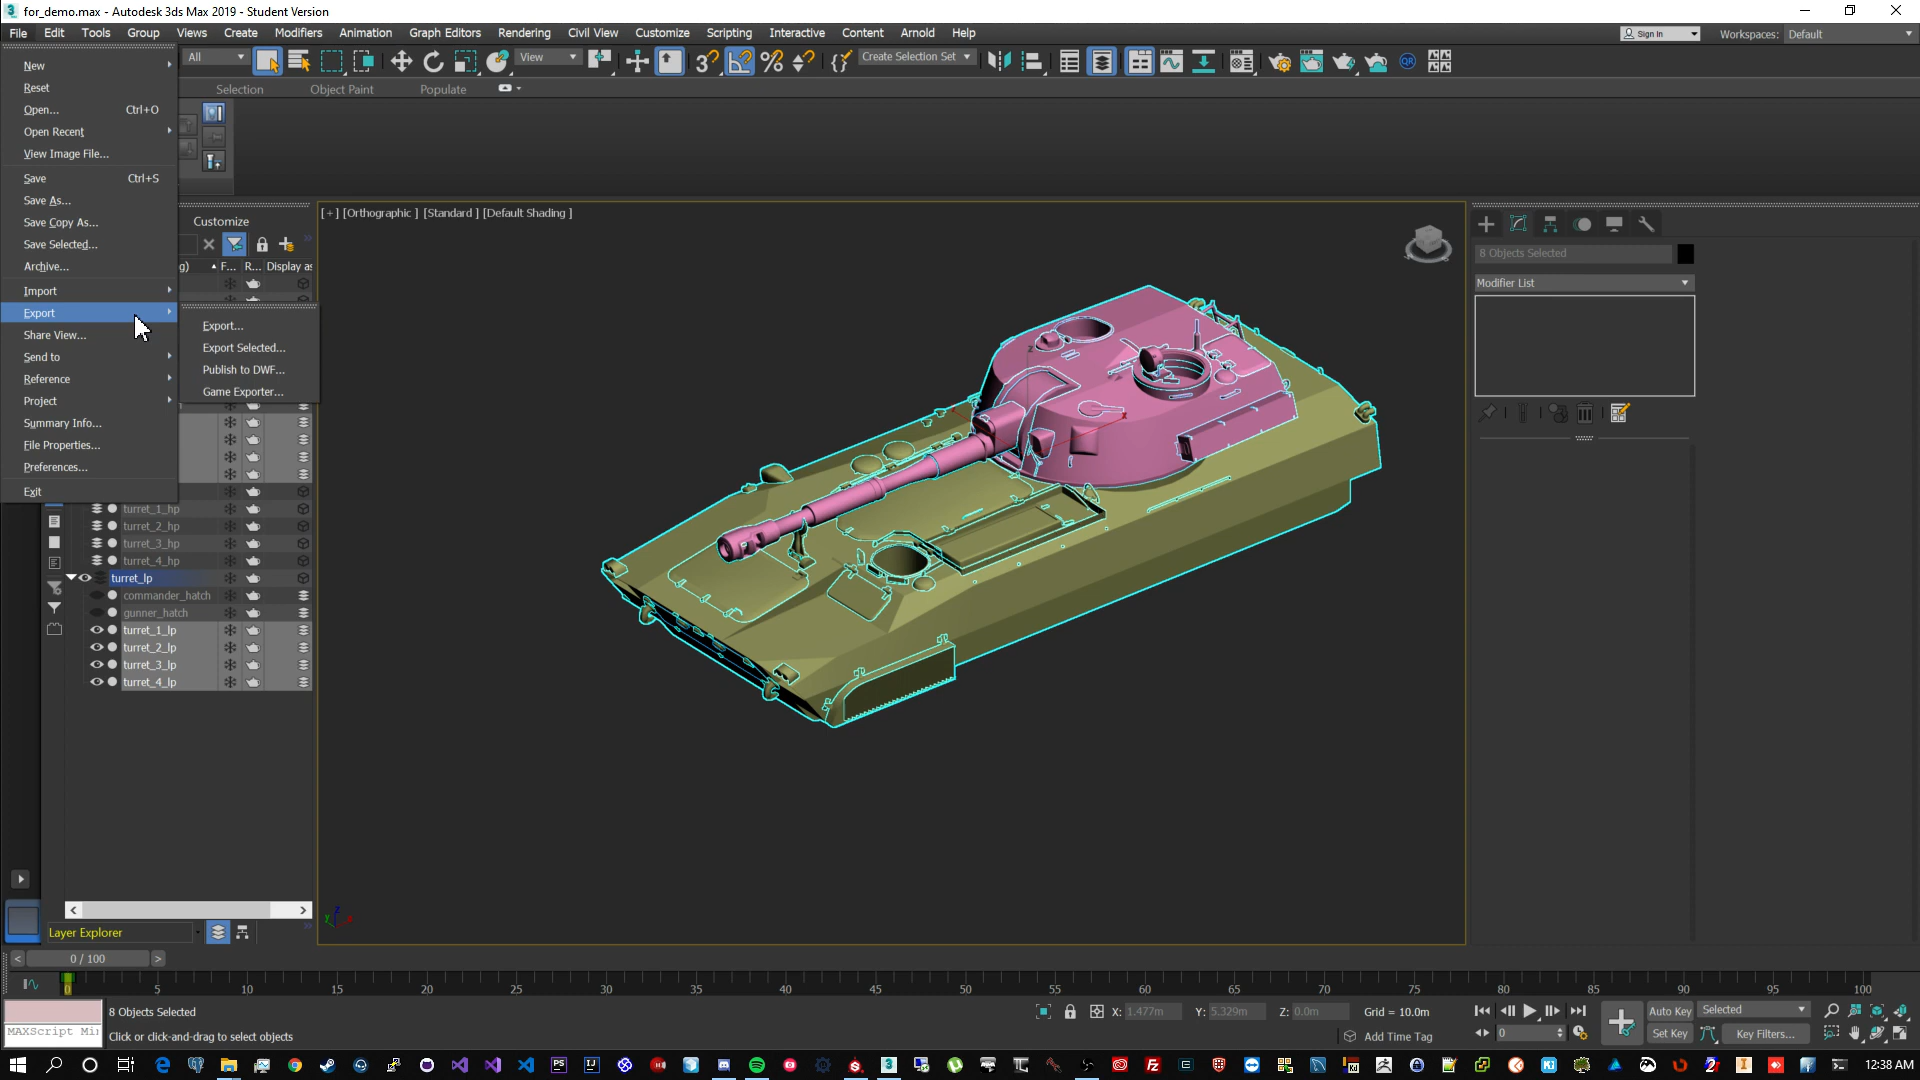 for_demo.max - Autodesk 3ds Max 2019 - Student Version
File Edit Tools Group Views Create Modifiers Animation Graph Editors Rendering Civil View Customize Scripting Interactive Content Arnold Help
Sign In Workspaces: Default
All View Create Selection Set
Selection Object Paint Populate
New
Reset
Open... Ctrl+O
Open Recent
View Image File...
Save Ctrl+S
Save As...
Save Copy As...
Save Selected...
Archive...
Import
Export
Share View...
Send to
Reference
Project
Summary Info...
File Properties...
Preferences...
Exit
Export...
Export Selected...
Publish to DWF...
Game Exporter...
Customize
F... R... Display as
turret_1_hp
turret_2_hp
turret_3_hp
turret_4_hp
turret_lp
commander_hatch
gunner_hatch
turret_1_lp
turret_2_lp
turret_3_lp
turret_4_lp
Layer Explorer
[+] [Orthographic ] [Standard ] [Default Shading ]
8 Objects Selected
Modifier List
0 / 100
0 5 10 15 20 25 30 35 40 45 50 55 60 65 70 75 80 85 90 95 100
8 Objects Selected
MAXScript Mi
Click or click-and-drag to select objects
X: 1.477m Y: 5.329m Z: 0.0m Grid = 10.0m
Add Time Tag
0
Auto Key Selected
Set Key Key Filters...
12:38 AM